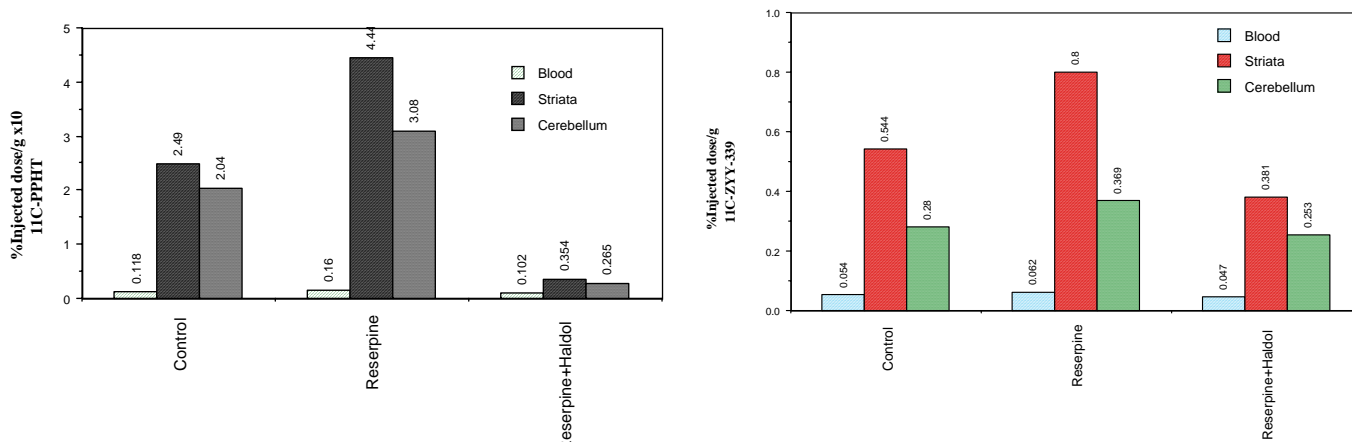 5
4
3
2
1
0
%Injected dose/g x10
11C-PPHT
Blood
Striata
Cerebellum
0.118
2.49
2.04
0.16
4.44
3.08
0.102
0.354
0.265
Control
Reserpine
Reserpine+Haldol
1.0
0.8
0.6
0.4
0.2
0.0
%Injected dose/g
11C-ZYY-339
Blood
Striata
Cerebellum
0.054
0.544
0.28
0.062
0.8
0.369
0.047
0.381
0.253
Control
Reserpine
Reserpine+Haldol